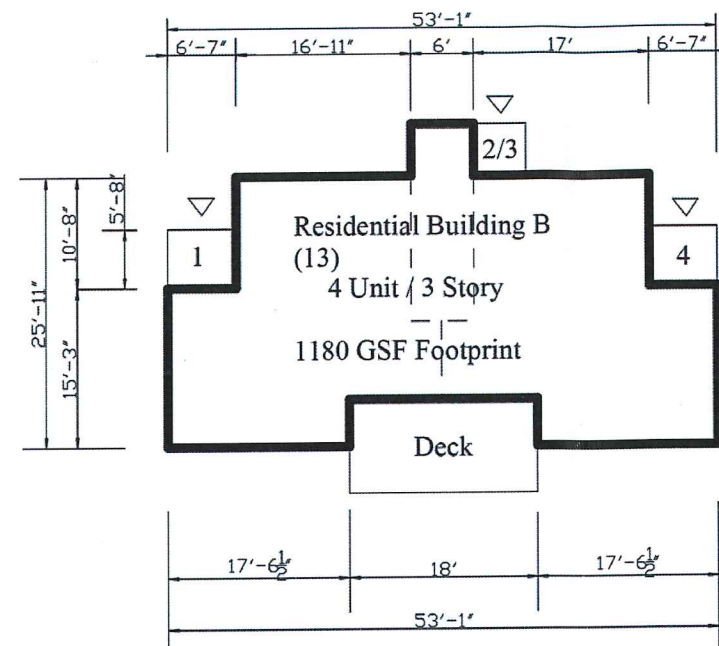 53'-1"
6'-7" 16'-11" 6' 17' 6'-7"
2/3
5'-8"
10'-8"
25'-11"
15'-3"
1
Residential Building B
(13)
4 Unit / 3 Story
1180 GSF Footprint
4
Deck
17'-6½" 18' 17'-6½"
53'-1"